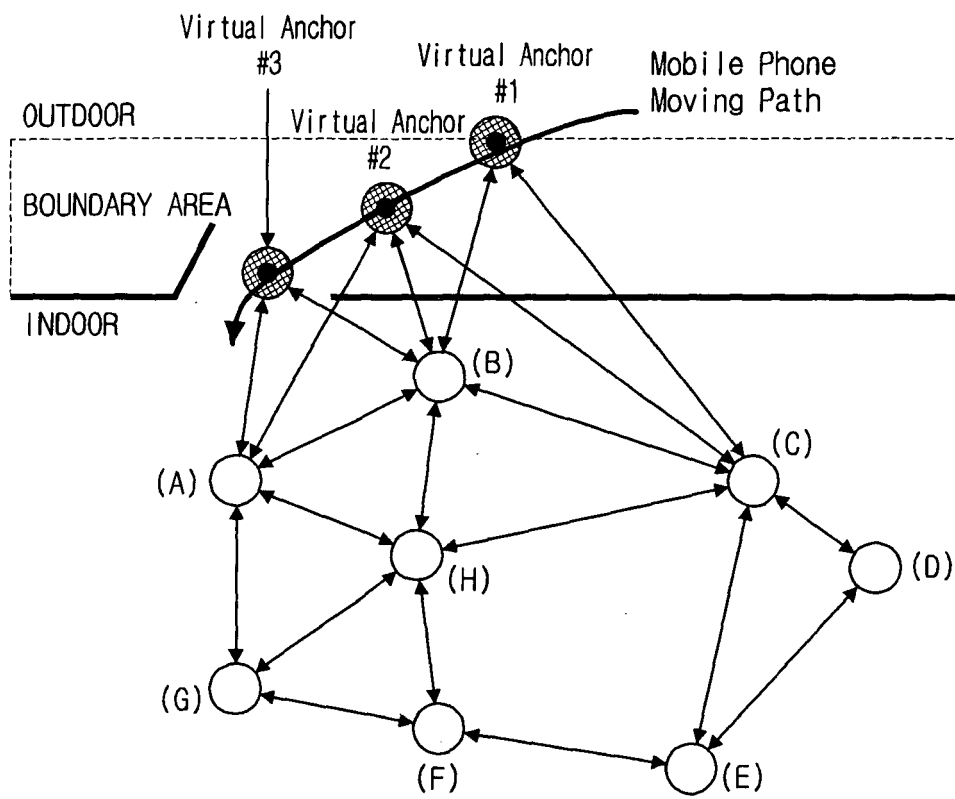 Virtual Anchor
#3
Virtual Anchor
#1
Mobile Phone
Moving Path
OUTDOOR
Virtual Anchor
#2
BOUNDARY AREA
INDOOR
(B)
(A)
(C)
(H)
(D)
(G)
(F)
(E)